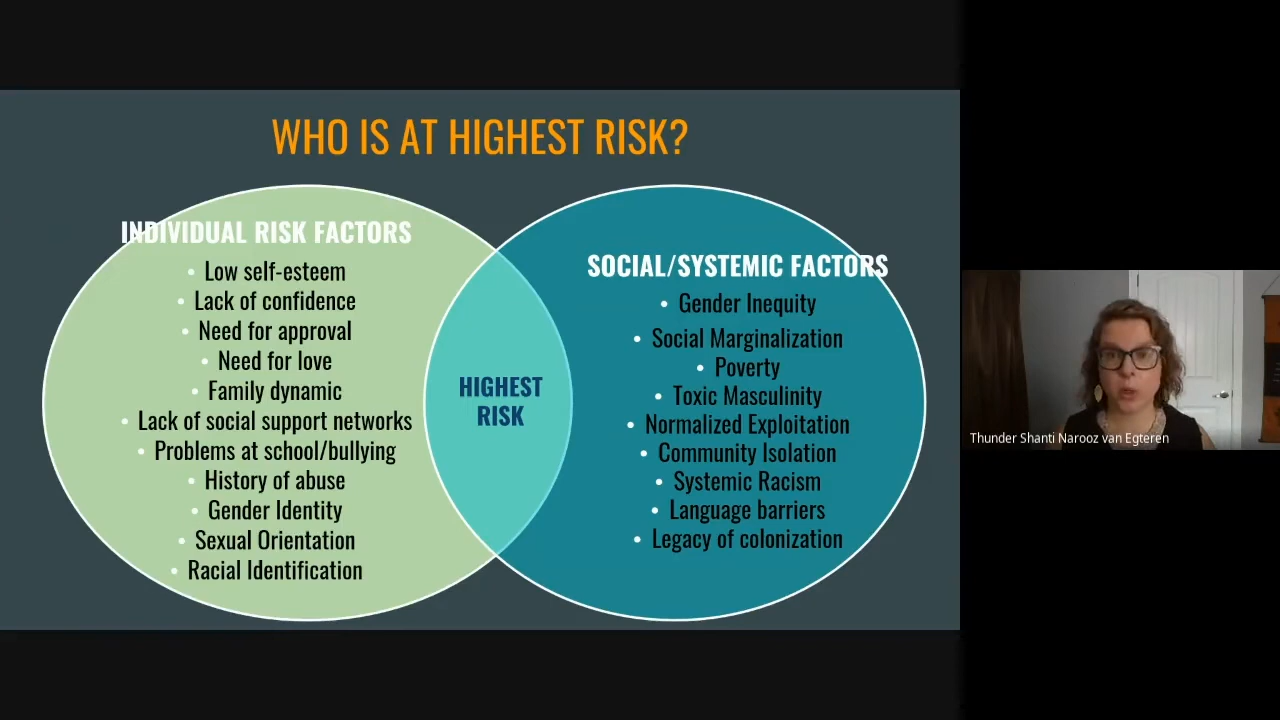 WHO IS AT HIGHEST RISK?
INDIVIDUAL RISK FACTORS
• Low self-esteem
• Lack of confidence
• Need for approval
• Need for love
• Family dynamic
• Lack of social support networks
• Problems at school/bullying
• History of abuse
• Gender Identity
• Sexual Orientation
• Racial Identification
HIGHEST
RISK
SOCIAL/SYSTEMIC FACTORS
• Gender Inequity
• Social Marginalization
• Poverty
• Toxic Masculinity
• Normalized Exploitation
• Community Isolation
• Systemic Racism
• Language barriers
• Legacy of colonization
Thunder Shanti Narooz van Egteren